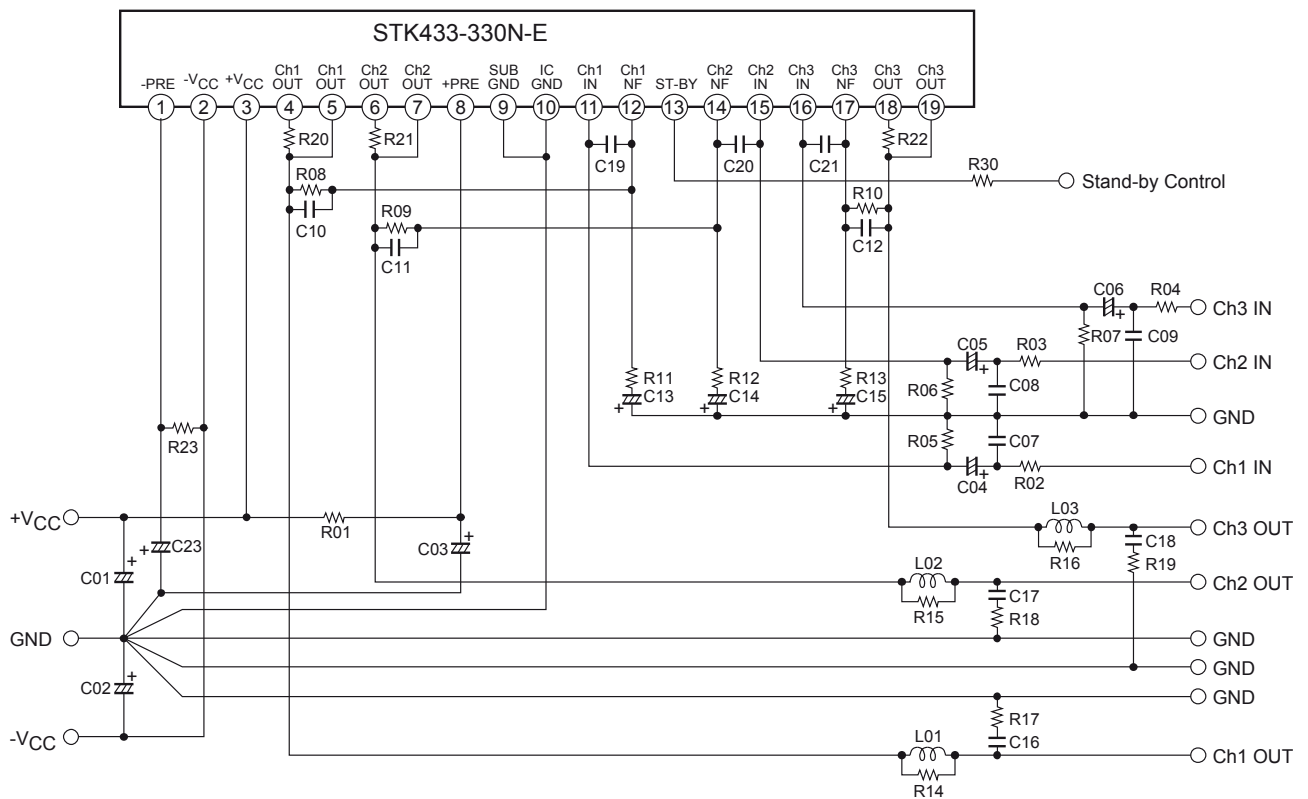 STK433-330N-E
-PRE -VCC +VCC Ch1 OUT Ch1 OUT Ch2 OUT Ch2 OUT +PRE SUB GND IC GND Ch1 IN Ch1 NF ST-BY Ch2 NF Ch2 IN Ch3 IN Ch3 NF Ch3 OUT Ch3 OUT
1 2 3 4 5 6 7 8 9 10 11 12 13 14 15 16 17 18 19
R20 R21 R22
C19 C20 C21
R30 Stand-by Control
R08 R10
C10 R09 C12
C11
C06 R04
Ch3 IN
R07 C09
C05 R03
Ch2 IN
R11 R12 R13 R06 C08
+ C13 + C14 + C15
GND
R23 R05 C07
Ch1 IN
C04 + R02
+VCC R01 L03 Ch3 OUT
+ + C23 C03 + R16 C18
C01 R19
L02 Ch2 OUT
R15 C17
R18
GND GND
GND
C02 + GND
R17
-VCC L01 C16
Ch1 OUT
R14